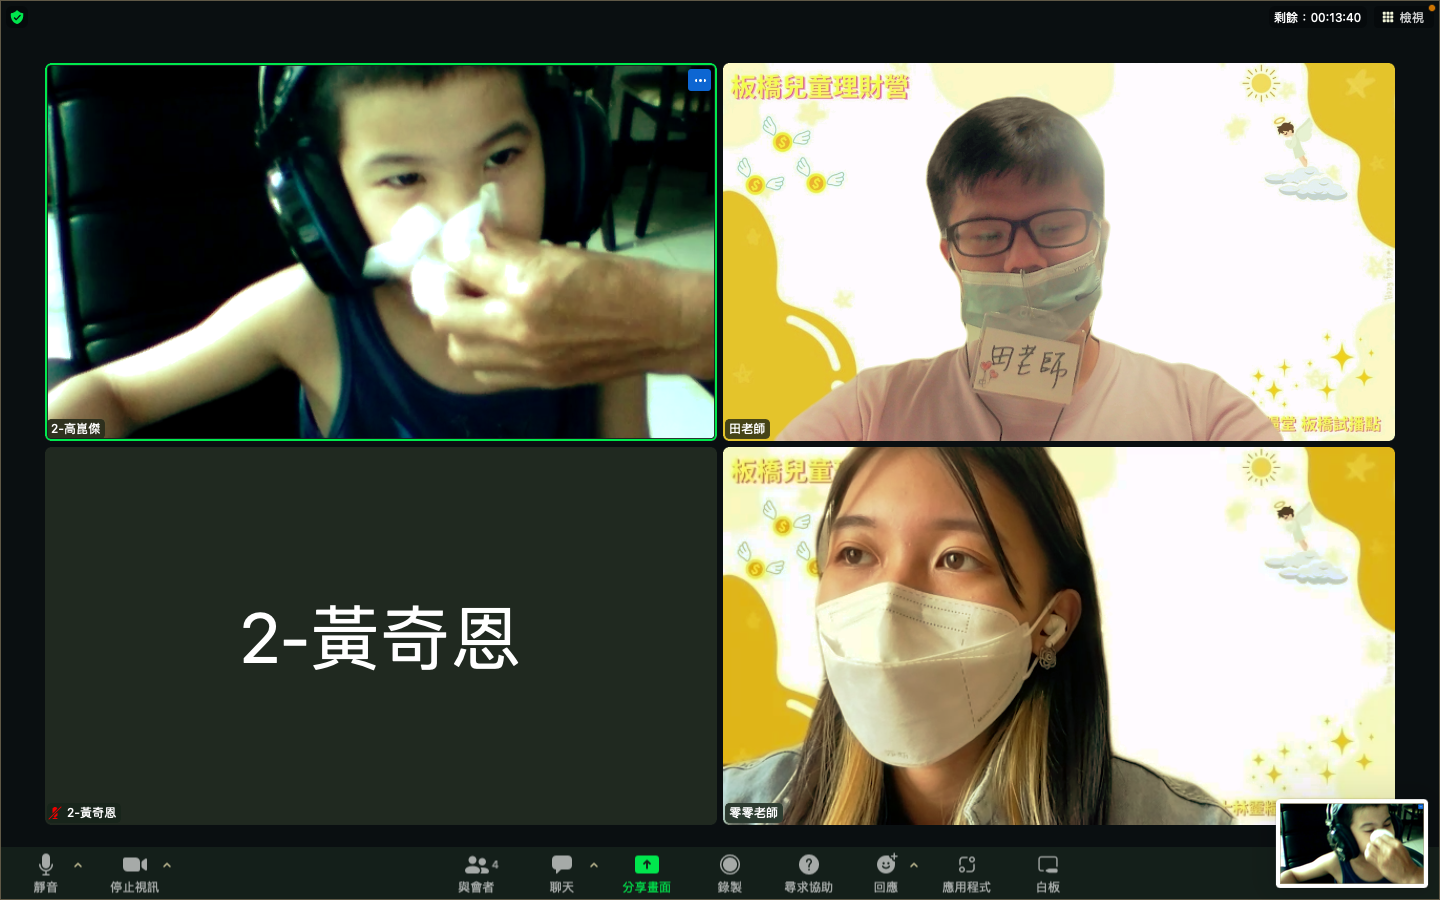 剩餘：00:13:40
檢視
2-高崑傑
板橋兒童理財營
田老師
堂 板橋試播點
田老師
2-黃奇恩
2-黃奇恩
板橋兒童
零零老師
士林靈糧
靜音
停止視訊
與會者
4
聊天
分享畫面
錄製
尋求協助
回應
應用程式
白板